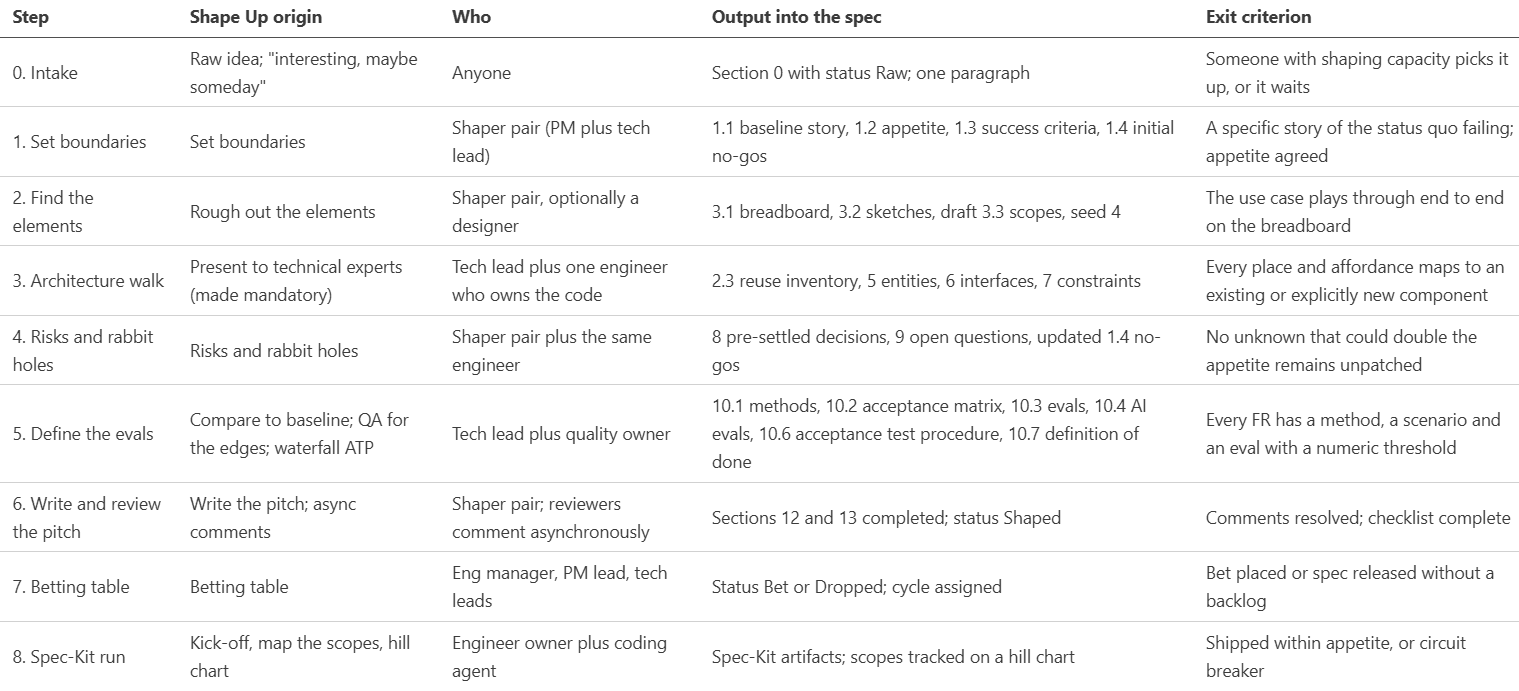 Step Shape Up origin Who Output into the spec Exit criterion
0. Intake
Raw idea; "interesting, maybe
someday"
Anyone
Section 0 with status Raw; one paragraph
Someone with shaping capacity picks it
up, or it waits
1. Set boundaries
Set boundaries
Shaper pair (PM plus tech
lead)
1.1 baseline story, 1.2 appetite, 1.3 success criteria, 1.4 initial
no-gos
A specific story of the status quo failing;
appetite agreed
2. Find the
elements
Rough out the elements
Shaper pair, optionally a
designer
3.1 breadboard, 3.2 sketches, draft 3.3 scopes, seed 4
The use case plays through end to end
on the breadboard
3. Architecture walk
Present to technical experts
(made mandatory)
Tech lead plus one engineer
who owns the code
2.3 reuse inventory, 5 entities, 6 interfaces, 7 constraints
Every place and affordance maps to an
existing or explicitly new component
4. Risks and rabbit
holes
Risks and rabbit holes
Shaper pair plus the same
engineer
8 pre-settled decisions, 9 open questions, updated 1.4 no-
gos
No unknown that could double the
appetite remains unpatched
5. Define the evals
Compare to baseline; QA for
the edges; waterfall ATP
Tech lead plus quality owner
10.1 methods, 10.2 acceptance matrix, 10.3 evals, 10.4 AI
evals, 10.6 acceptance test procedure, 10.7 definition of
done
Every FR has a method, a scenario and
an eval with a numeric threshold
6. Write and review
the pitch
Write the pitch; async
comments
Shaper pair; reviewers
comment asynchronously
Sections 12 and 13 completed; status Shaped
Comments resolved; checklist complete
7. Betting table
Betting table
Eng manager, PM lead, tech
leads
Status Bet or Dropped; cycle assigned
Bet placed or spec released without a
backlog
8. Spec-Kit run
Kick-off, map the scopes, hill
chart
Engineer owner plus coding
agent
Spec-Kit artifacts; scopes tracked on a hill chart
Shipped within appetite, or circuit
breaker